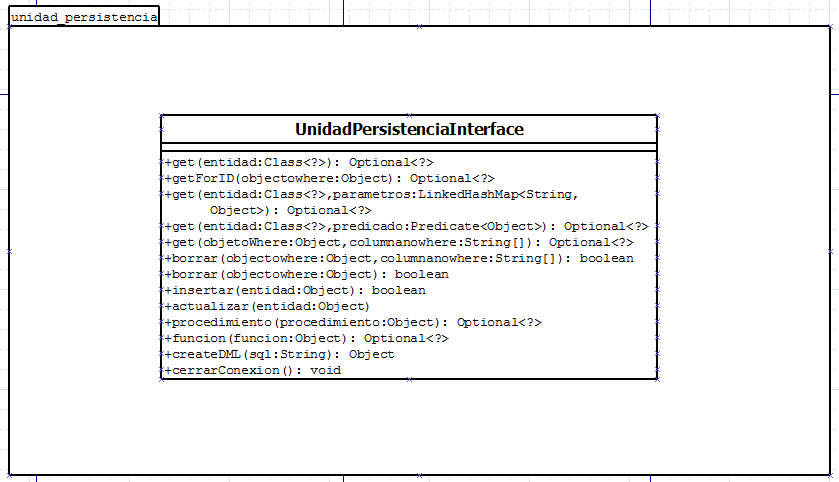 unidad_persistencia
UnidadPersistenciaInterface
+get(entidad:Class<?>): Optional<?>
+getForID(objectowhere:Object): Optional<?>
+get(entidad:Class<?>,parametros:LinkedHashMap<String,
Object>): Optional<?>
+get(entidad:Class<?>,predicado:Predicate<Object>): Optional<?>
+get(objetoWhere:Object,columnanowhere:String[]): Optional<?>
+borrar(objectowhere:Object,columnanowhere:String[]): boolean
+borrar(objectowhere:Object): boolean
+insertar(entidad:Object): boolean
+actualizar(entidad:Object)
+procedimiento(procedimiento:Object): Optional<?>
+funcion(funcion:Object): Optional<?>
+createDML(sql:String): Object
+cerrarConexion(): void